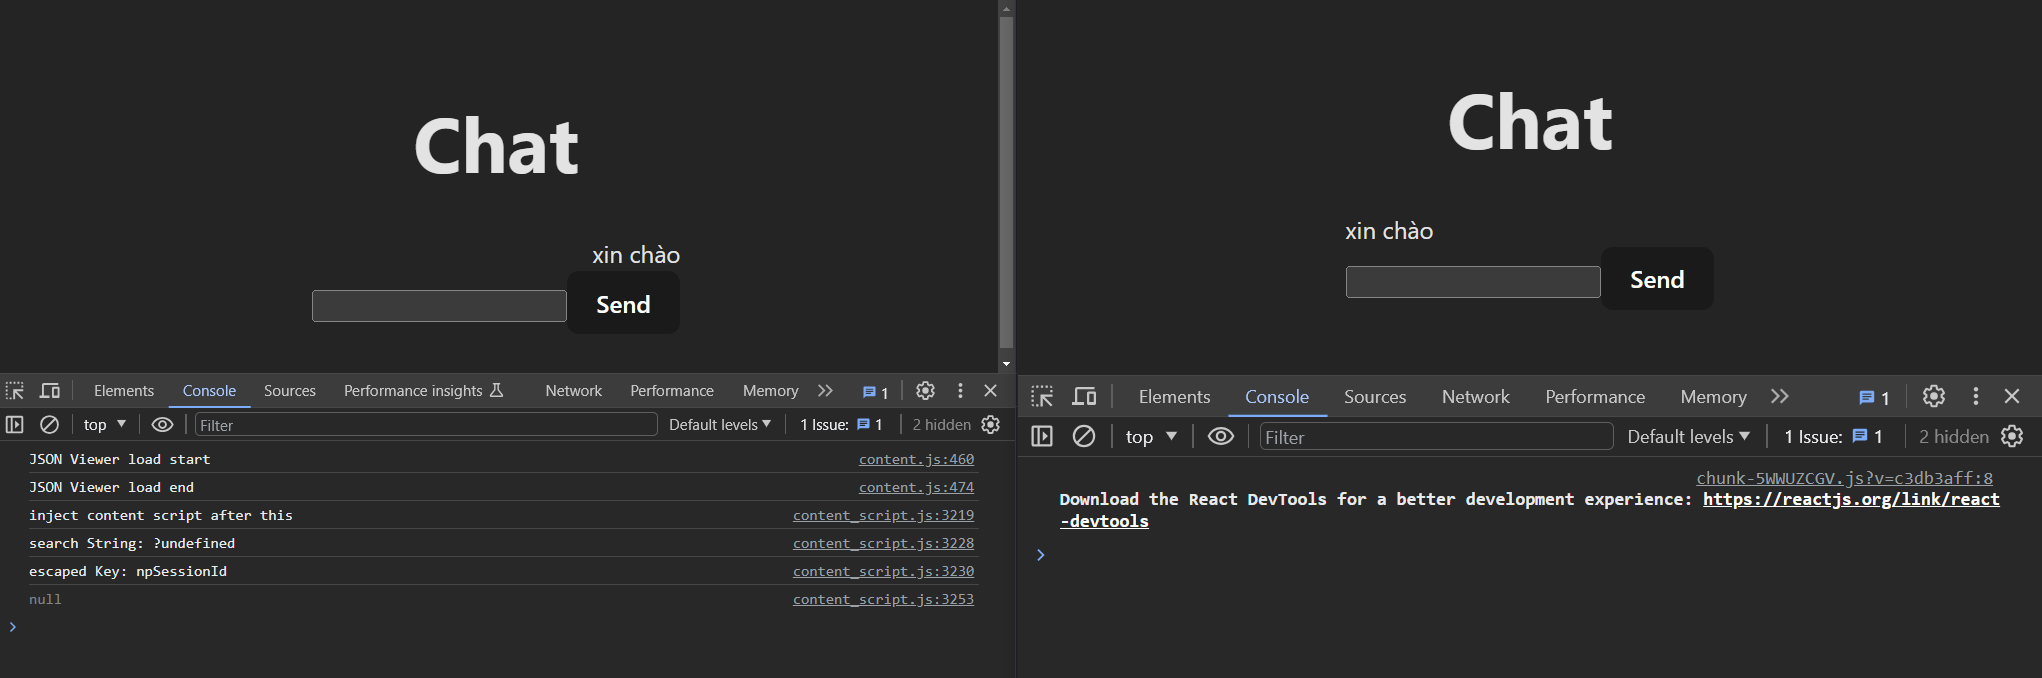 Chat
xin chào
Send
Elements Console Sources Performance insights Network Performance Memory 1
top Filter Default levels 1 Issue: 1 2 hidden
JSON Viewer load start content.js:460
JSON Viewer load end content.js:474
inject content script after this content_script.js:3219
search String: ?undefined content_script.js:3228
escaped Key: npSessionId content_script.js:3230
null content_script.js:3253
Chat
xin chào
Send
Elements Console Sources Network Performance Memory 1
top Filter Default levels 1 Issue: 1 2 hidden
chunk-5WWUZCGV.js?v=c3db3aff:8
Download the React DevTools for a better development experience: https://reactjs.org/link/react
-devtools